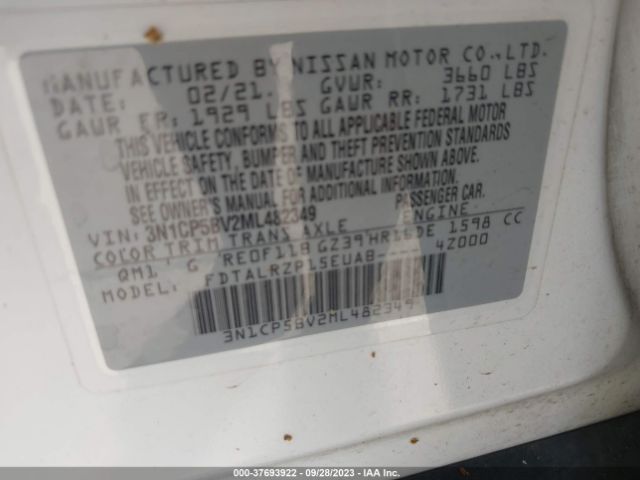 MANUFACTURED BY NISSAN MOTOR CO.,LTD.
DATE: 02/21 GVWR: 3660 LBS
GAWR FR: 1929 LBS GAWR RR: 1731 LBS
THIS VEHICLE CONFORMS TO ALL APPLICABLE FEDERAL MOTOR
VEHICLE SAFETY, BUMPER AND THEFT PREVENTION STANDARDS
IN EFFECT ON THE DATE OF MANUFACTURE SHOWN ABOVE.
SEE OWNER'S MANUAL FOR ADDITIONAL INFORMATION.
VIN: 3N1CP5BV2ML482349 PASSENGER CAR.
COLOR TRIM TRANS AXLE ENGINE
QM1 G RE0F11B GZ39 HR16DE 1598 CC
MODEL FDTALRZP15EUAB---- 4Z000
3N1CP5BV2ML482349
000-37693922 - 09/28/2023 - IAA Inc.